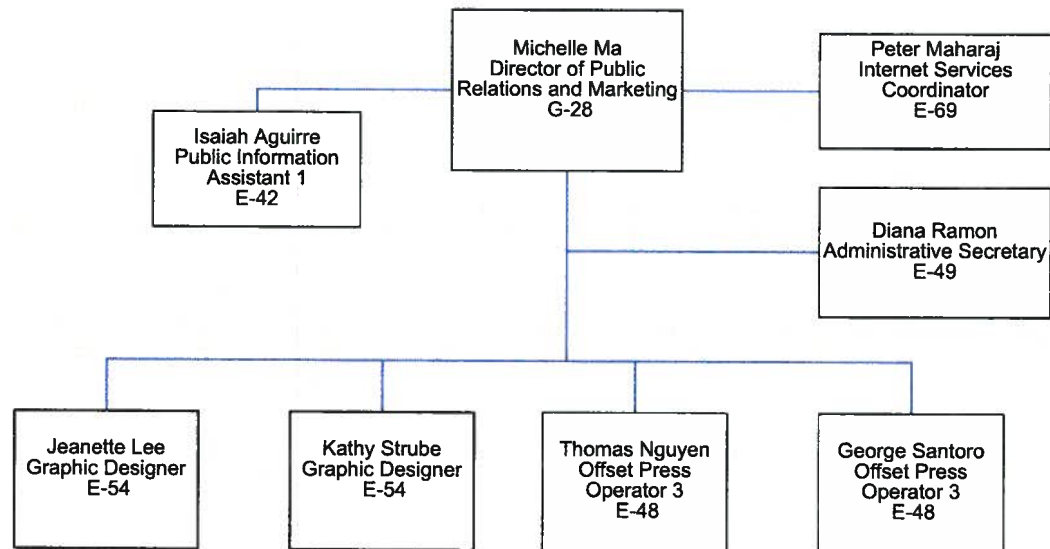 Michelle Ma
Director of Public
Relations and Marketing
G-28
Peter Maharaj
Internet Services
Coordinator
E-69
Isaiah Aguirre
Public Information
Assistant 1
E-42
Diana Ramon
Administrative Secretary
E-49
Jeanette Lee
Graphic Designer
E-54
Kathy Strube
Graphic Designer
E-54
Thomas Nguyen
Offset Press
Operator 3
E-48
George Santoro
Offset Press
Operator 3
E-48